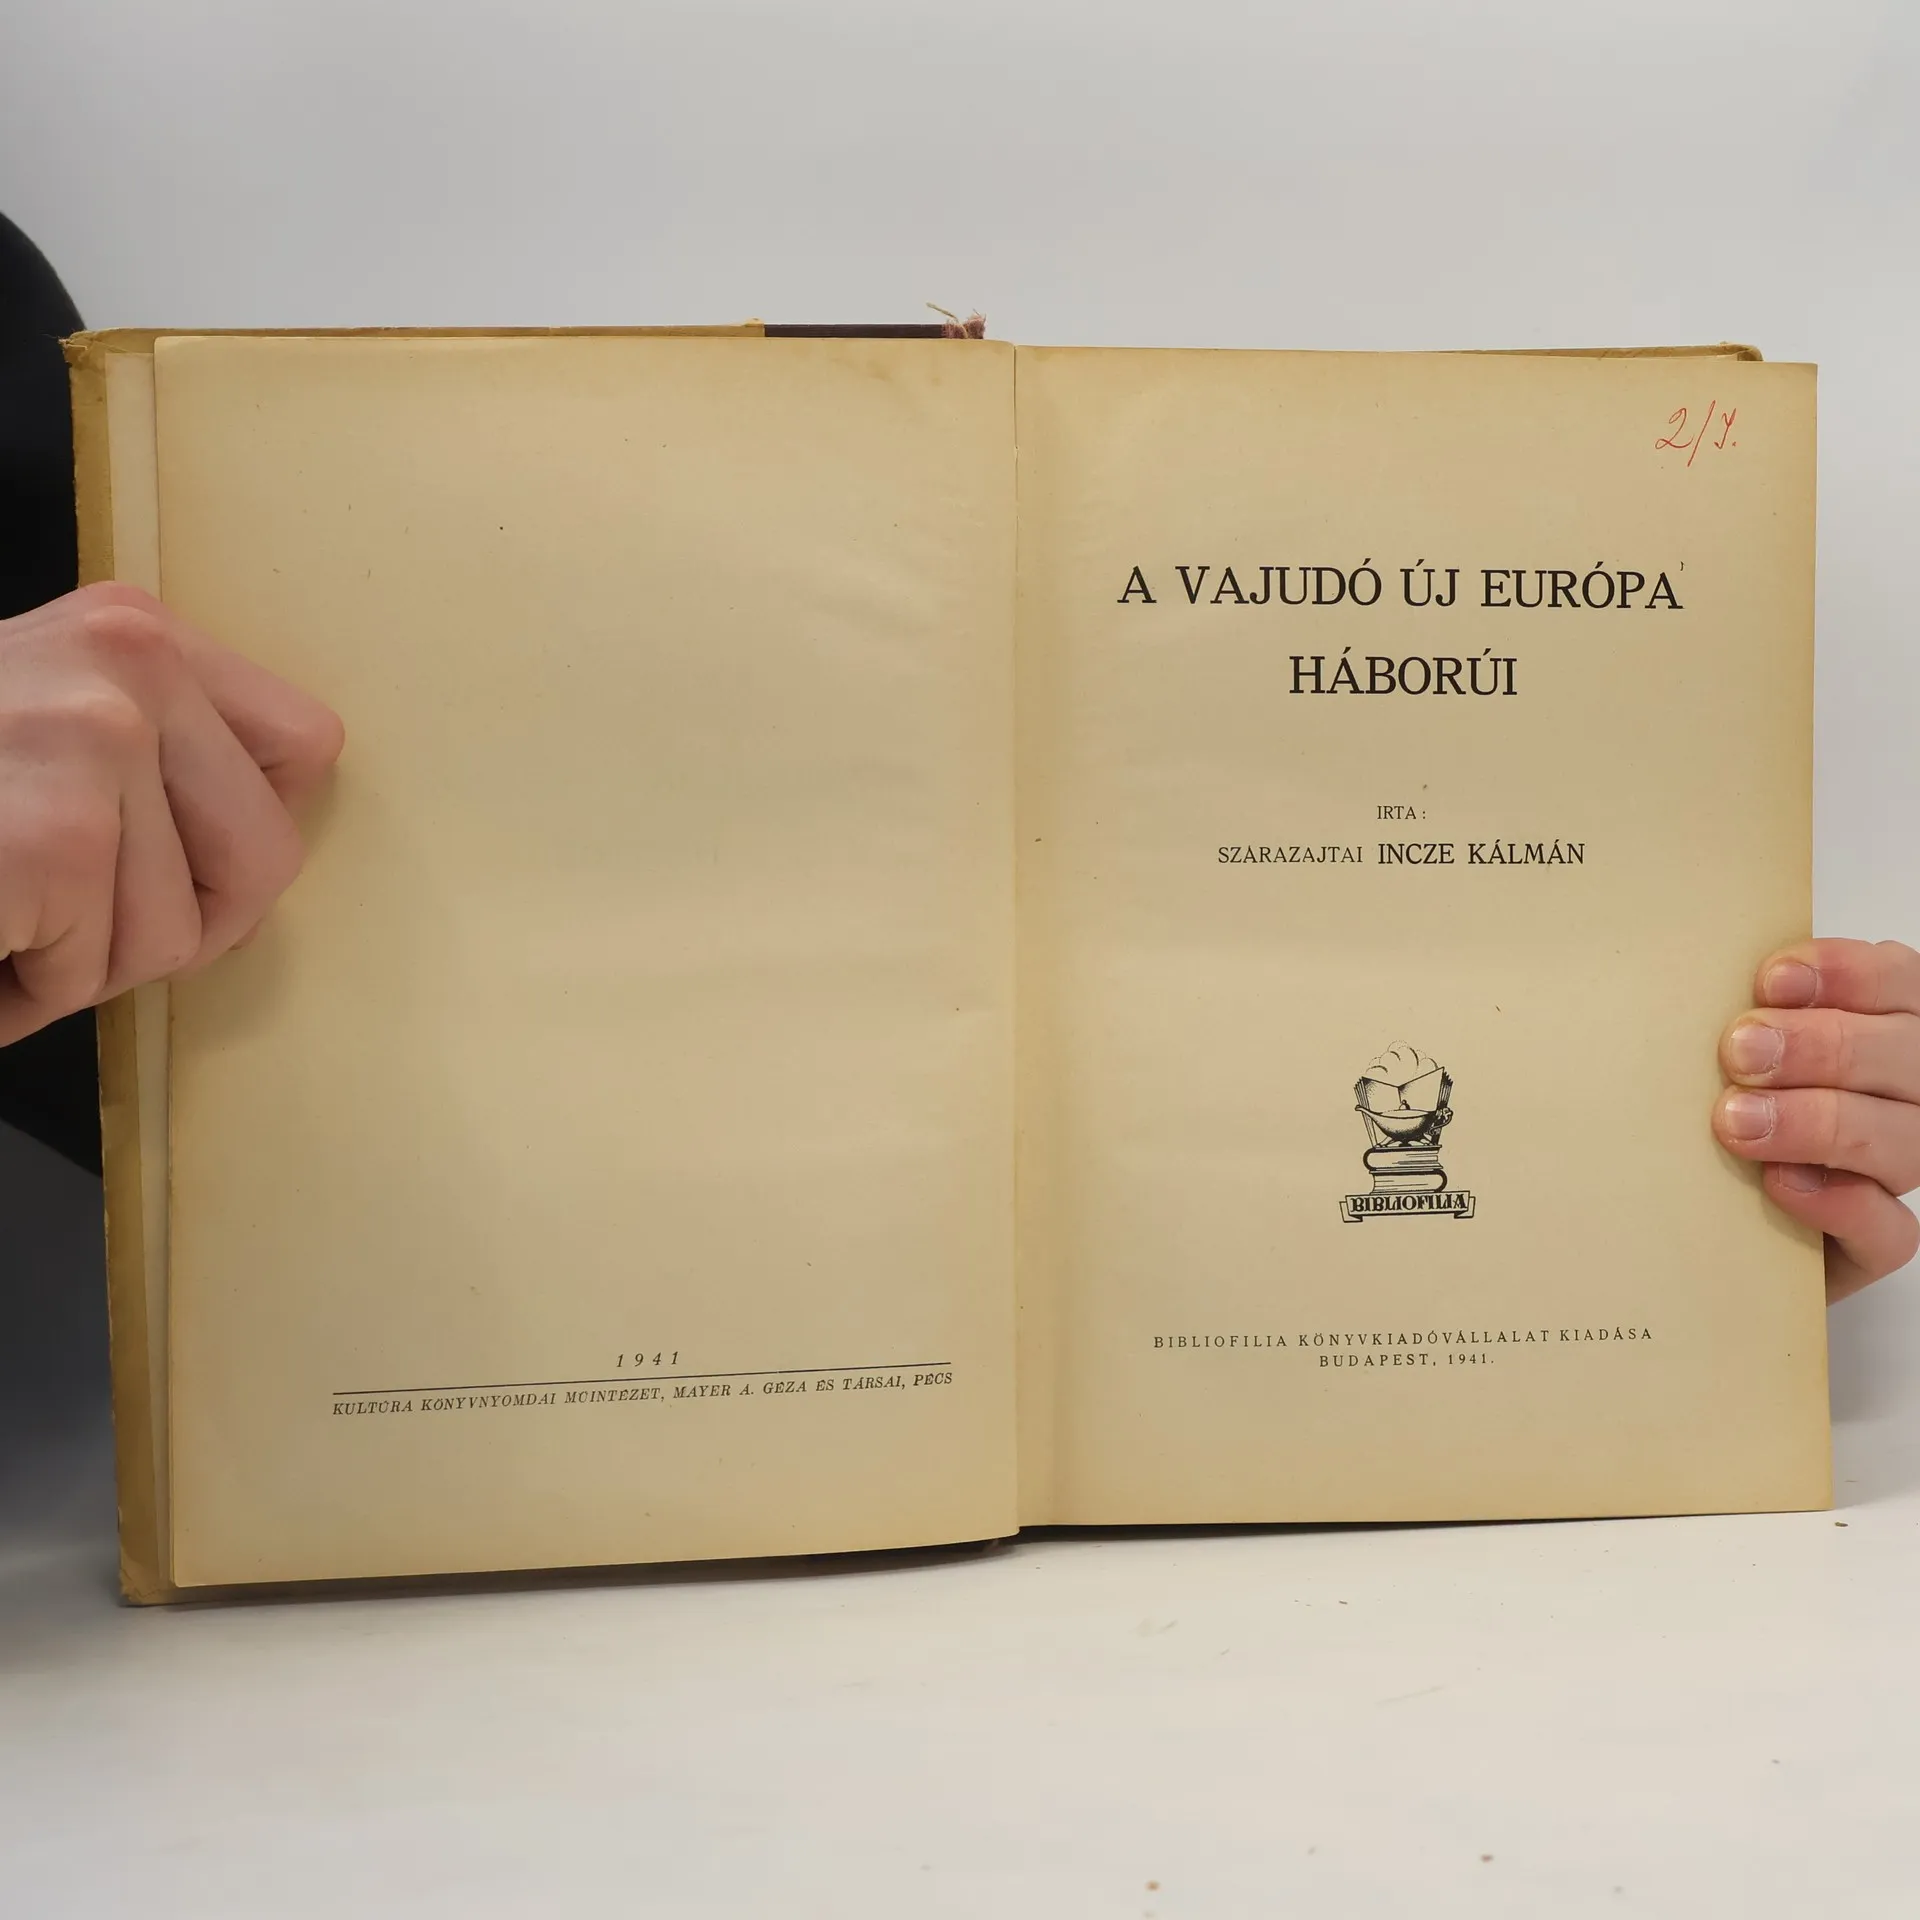 1941
KULTÚRA KÖNYVNYOMDAI MŰINTÉZET, MAYER A. GÉZA ÉS TÁRSAI, PÉCS
2/
A VAJUDÓ ÚJ EURÓPA
HÁBORÚI
IRTA :
SZÁRAZAJTAI INCZE KÁLMÁN
BIBLIOFILIA
BIBLIOFILIA KÖNYVKIADÓVÁLLALAT KIADÁSA
BUDAPEST, 1941.